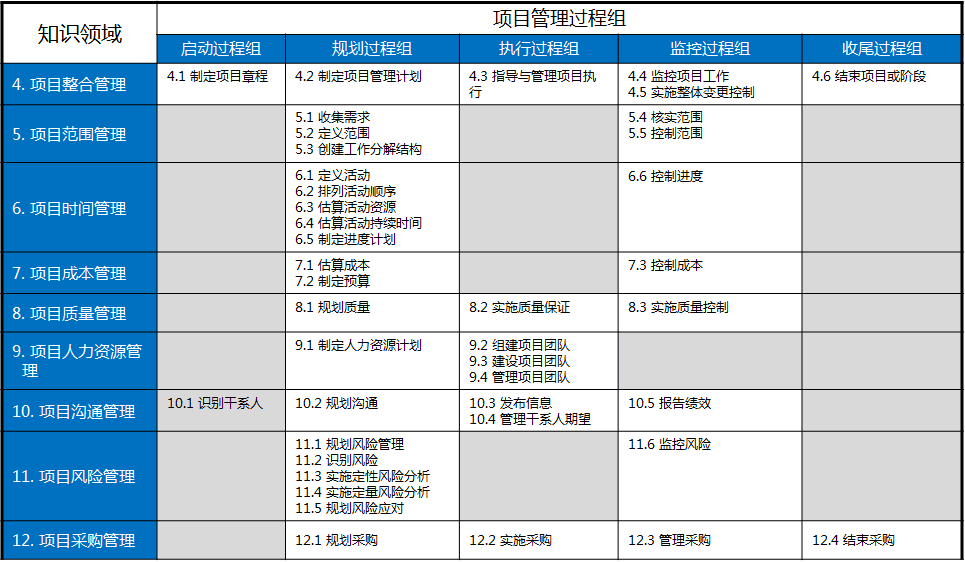 知识领域
项目管理过程组
启动过程组
规划过程组
执行过程组
监控过程组
收尾过程组
4. 项目整合管理
4.1 制定项目章程
4.2 制定项目管理计划
4.3 指导与管理项目执
行
4.4 监控项目工作
4.5 实施整体变更控制
4.6 结束项目或阶段
5. 项目范围管理
5.1 收集需求
5.2 定义范围
5.3 创建工作分解结构
5.4 核实范围
5.5 控制范围
6. 项目时间管理
6.1 定义活动
6.2 排列活动顺序
6.3 估算活动资源
6.4 估算活动持续时间
6.5 制定进度计划
6.6 控制进度
7. 项目成本管理
7.1 估算成本
7.2 制定预算
7.3 控制成本
8. 项目质量管理
8.1 规划质量
8.2 实施质量保证
8.3 实施质量控制
9. 项目人力资源管
理
9.1 制定人力资源计划
9.2 组建项目团队
9.3 建设项目团队
9.4 管理项目团队
10. 项目沟通管理
10.1 识别干系人
10.2 规划沟通
10.3 发布信息
10.4 管理干系人期望
10.5 报告绩效
11. 项目风险管理
11.1 规划风险管理
11.2 识别风险
11.3 实施定性风险分析
11.4 实施定量风险分析
11.5 规划风险应对
11.6 监控风险
12. 项目采购管理
12.1 规划采购
12.2 实施采购
12.3 管理采购
12.4 结束采购